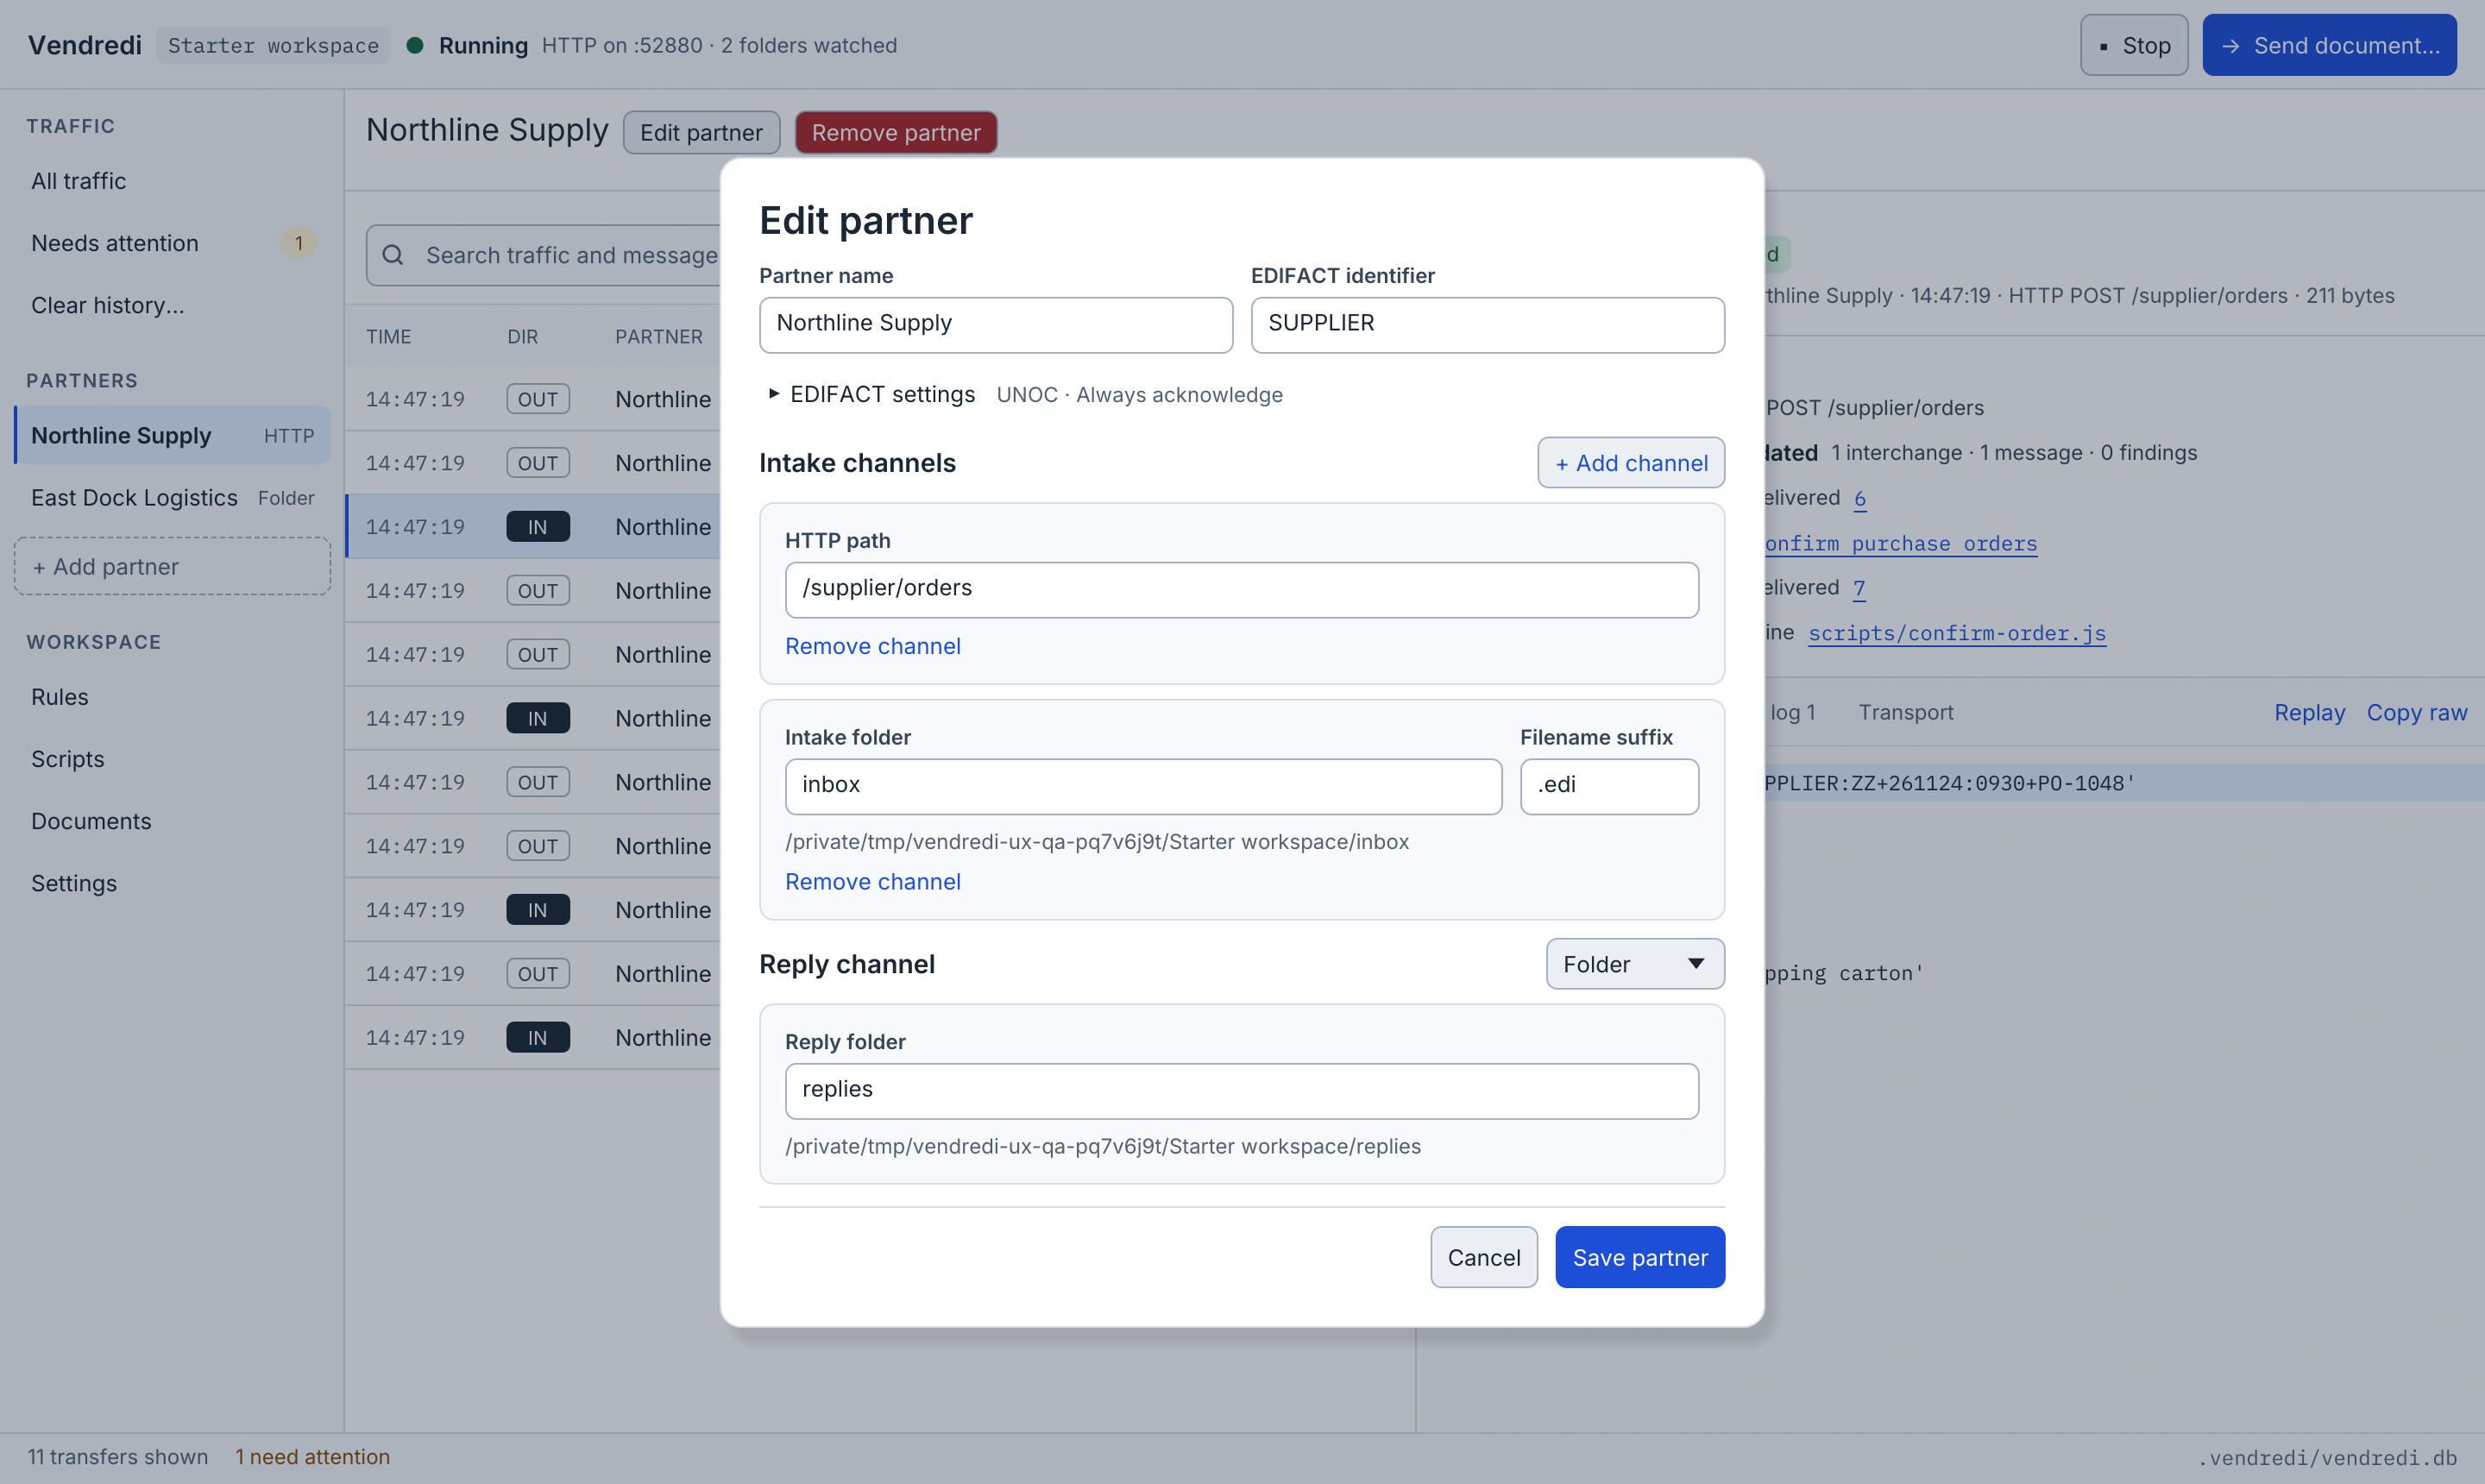 Vendredi Starter workspace Running HTTP on :52880 · 2 folders watched Stop → Send document...
TRAFFIC
All traffic
Needs attention 1
Clear history...
PARTNERS
Northline Supply HTTP
East Dock Logistics Folder
+ Add partner
WORKSPACE
Rules
Scripts
Documents
Settings
Northline Supply Edit partner Remove partner
Search traffic and message
TIME DIR PARTNER
14:47:19 OUT Northline
14:47:19 OUT Northline
14:47:19 IN Northline
14:47:19 OUT Northline
14:47:19 OUT Northline
14:47:19 IN Northline
14:47:19 OUT Northline
14:47:19 OUT Northline
14:47:19 IN Northline
14:47:19 OUT Northline
14:47:19 IN Northline
Edit partner
Partner name EDIFACT identifier
Northline Supply SUPPLIER
EDIFACT settings UNOC · Always acknowledge
Intake channels + Add channel
HTTP path
/supplier/orders
Remove channel
Intake folder Filename suffix
inbox .edi
/private/tmp/vendredi-ux-qa-pq7v6j9t/Starter workspace/inbox
Remove channel
Reply channel Folder
Reply folder
replies
/private/tmp/vendredi-ux-qa-pq7v6j9t/Starter workspace/replies
Cancel Save partner
d
thline Supply · 14:47:19 · HTTP POST /supplier/orders · 211 bytes
POST /supplier/orders
dated 1 interchange · 1 message · 0 findings
elivered 6
onfirm purchase orders
elivered 7
ine scripts/confirm-order.js
log 1 Transport Replay Copy raw
PPLIER:ZZ+261124:0930+PO-1048'
pping carton'
11 transfers shown 1 need attention .vendredi/vendredi.db